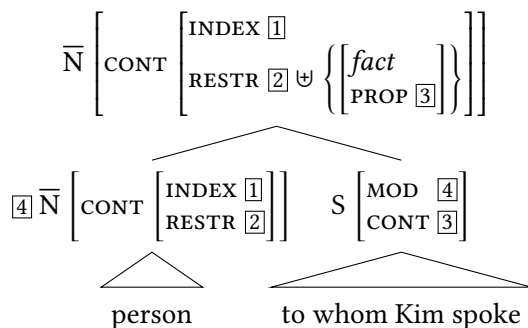 N̅ [CONT [INDEX 1
RESTR 2 ⊎ {[fact
PROP 3]}]]
4 N̅ [CONT [INDEX 1
RESTR 2]] S [MOD 4
CONT 3]
person to whom Kim spoke